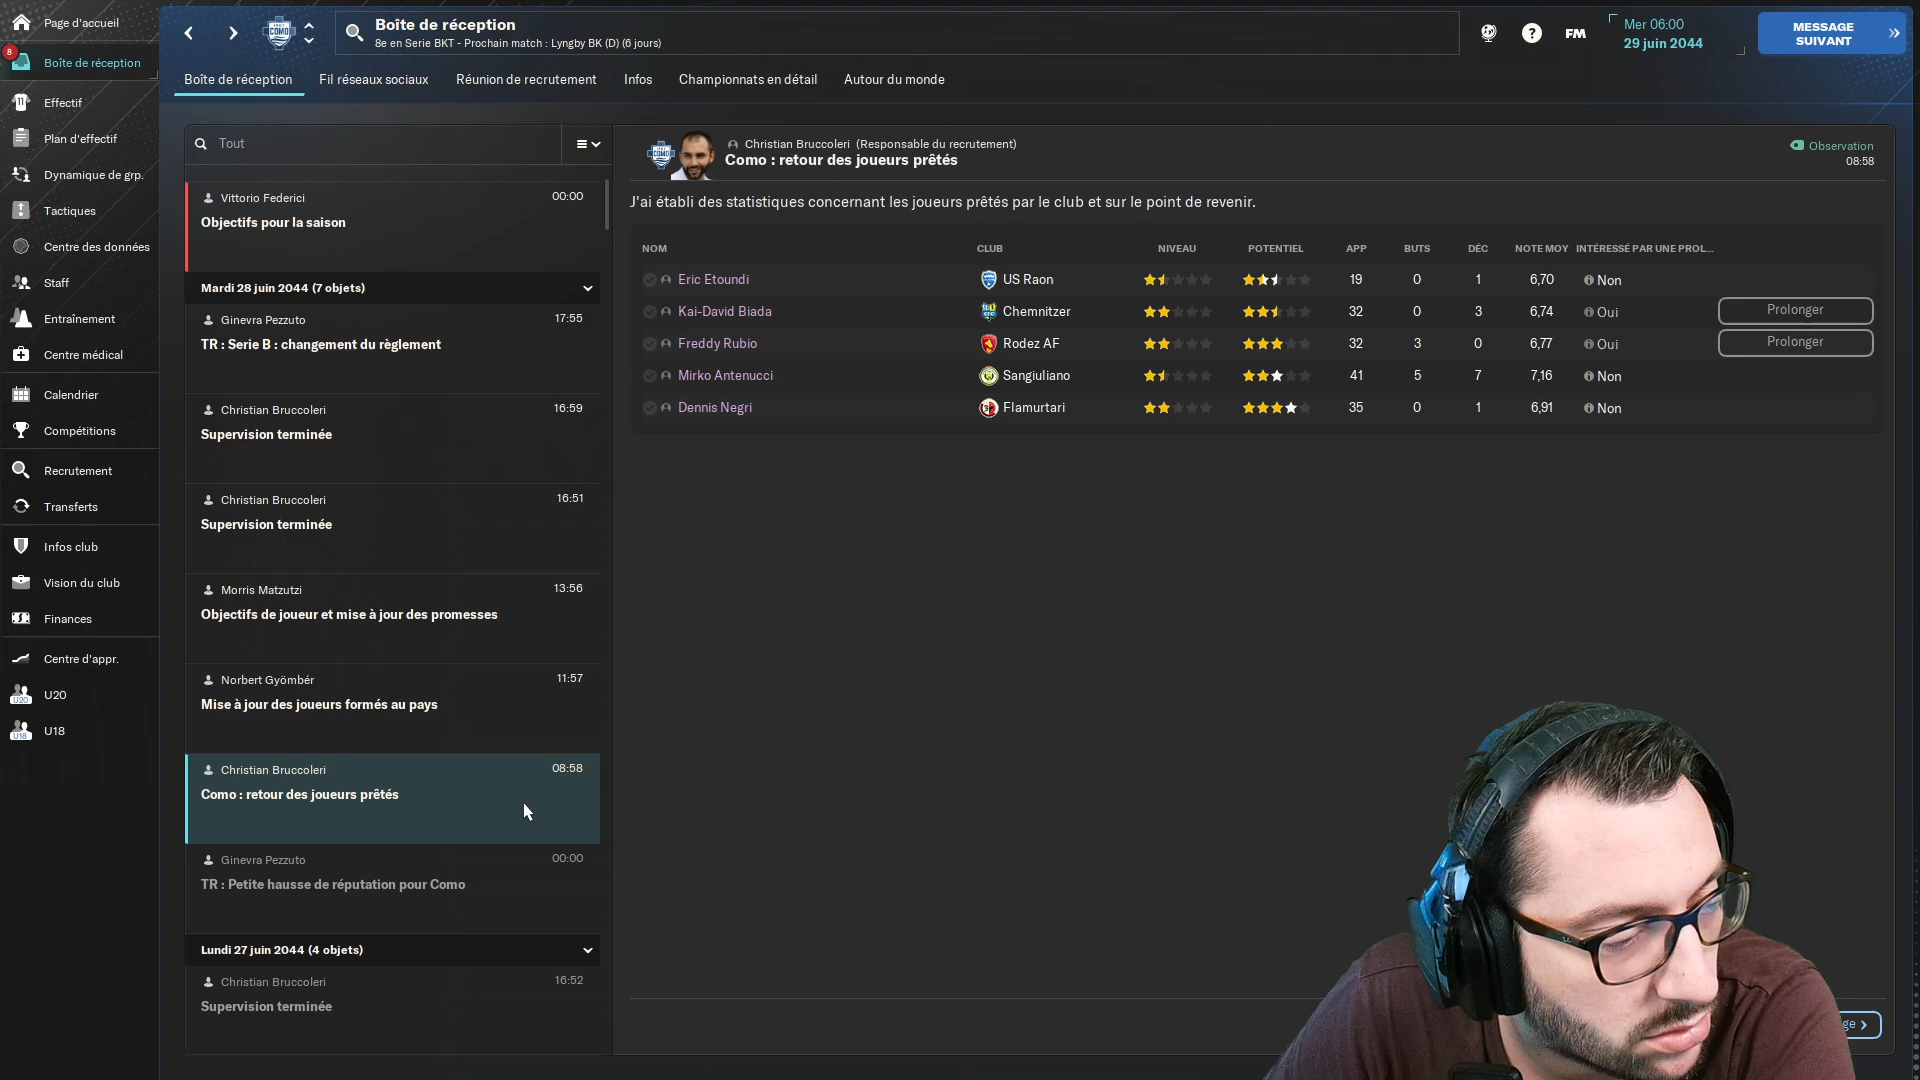 Page d'accueil
8
Boîte de réception
Effectif
Plan d'effectif
Dynamique de grp.
Tactiques
Centre des données
Staff
Entraînement
Centre médical
Calendrier
Compétitions
Recrutement
Transferts
Infos club
Vision du club
Finances
Centre d'appr.
U20
U18
Boîte de réception
8e en Serie BKT - Prochain match : Lyngby BK (D) (6 jours)
FM
Mer 06:00
29 juin 2044
MESSAGE
SUIVANT
Boîte de réception Fil réseaux sociaux Réunion de recrutement Infos Championnats en détail Autour du monde
Tout
Vittorio Federici 00:00
Objectifs pour la saison
Mardi 28 juin 2044 (7 objets)
Ginevra Pezzuto 17:55
TR : Serie B : changement du règlement
Christian Bruccoleri 16:59
Supervision terminée
Christian Bruccoleri 16:51
Supervision terminée
Morris Matzutzi 13:56
Objectifs de joueur et mise à jour des promesses
Norbert Gyömbér 11:57
Mise à jour des joueurs formés au pays
Christian Bruccoleri 08:58
Como : retour des joueurs prêtés
Ginevra Pezzuto 00:00
TR : Petite hausse de réputation pour Como
Lundi 27 juin 2044 (4 objets)
Christian Bruccoleri 16:52
Supervision terminée
Christian Bruccoleri (Responsable du recrutement)
Como : retour des joueurs prêtés
Observation
08:58
J'ai établi des statistiques concernant les joueurs prêtés par le club et sur le point de revenir.
NOM CLUB NIVEAU POTENTIEL APP BUTS DÉC NOTE MOY INTÉRESSÉ PAR UNE PROL...
Eric Etoundi US Raon 19 0 1 6,70 Non
Kai-David Biada Chemnitzer 32 0 3 6,74 Oui Prolonger
Freddy Rubio Rodez AF 32 3 0 6,77 Oui Prolonger
Mirko Antenucci Sangiuliano 41 5 7 7,16 Non
Dennis Negri Flamurtari 35 0 1 6,91 Non
ge